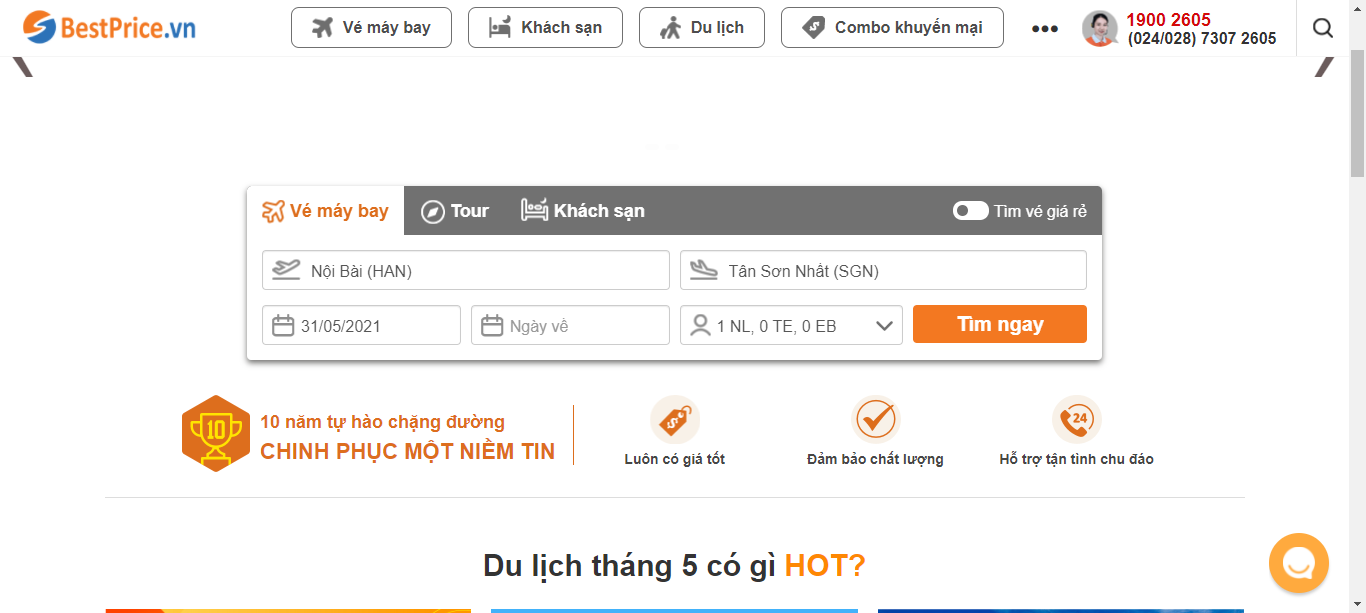 BestPrice.vn
Vé máy bay
Khách sạn
Du lịch
Combo khuyến mại
1900 2605
(024/028) 7307 2605
Vé máy bay
Tour
Khách sạn
Tìm vé giá rẻ
Nội Bài (HAN)
Tân Sơn Nhất (SGN)
31/05/2021
Ngày về
1 NL, 0 TE, 0 EB
Tìm ngay
10
10 năm tự hào chặng đường
CHINH PHỤC MỘT NIỀM TIN
24
Luôn có giá tốt
Đảm bảo chất lượng
Hỗ trợ tận tình chu đáo
Du lịch tháng 5 có gì HOT?